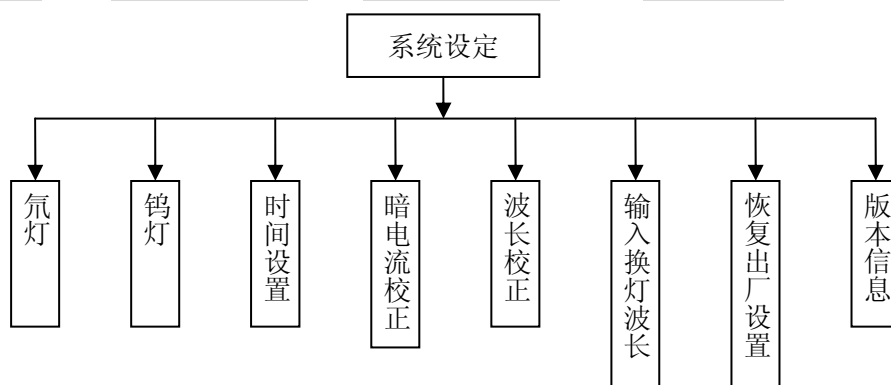 系统设定
氘灯
钨灯
时间设置
暗电流校正
波长校正
输入换灯波长
恢复出厂设置
版本信息